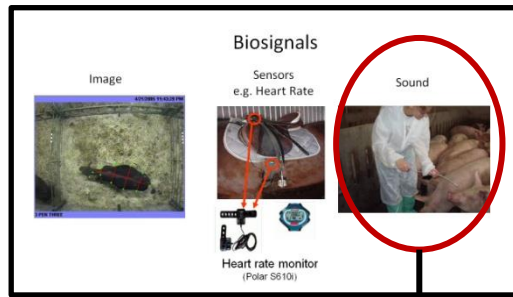 Biosignals
Image
Sensors
e.g. Heart Rate
Sound
Heart rate monitor
(Polar S610i)